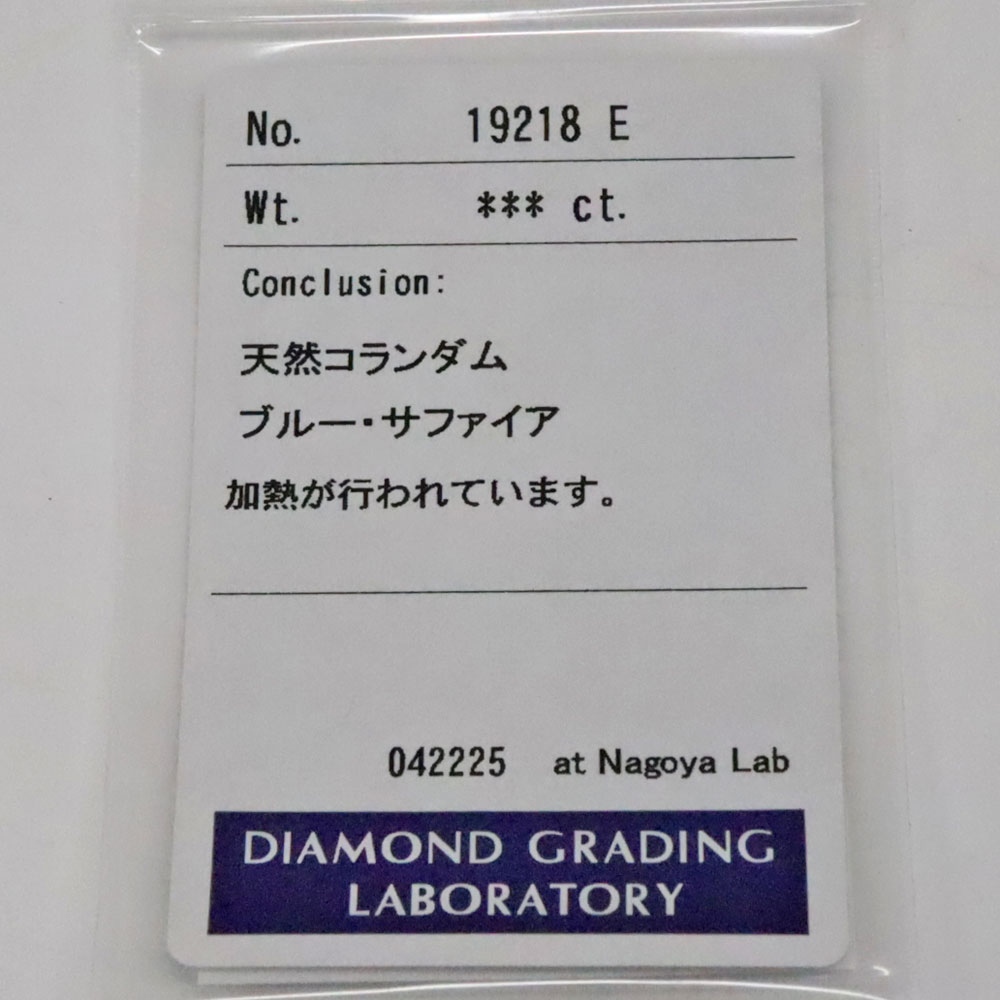 No. 19218 E
Wt. *** ct.
Conclusion:
天然コランダム
ブルー・サファイア
加熱が行われています。
042225 at Nagoya Lab
DIAMOND GRADING
LABORATORY